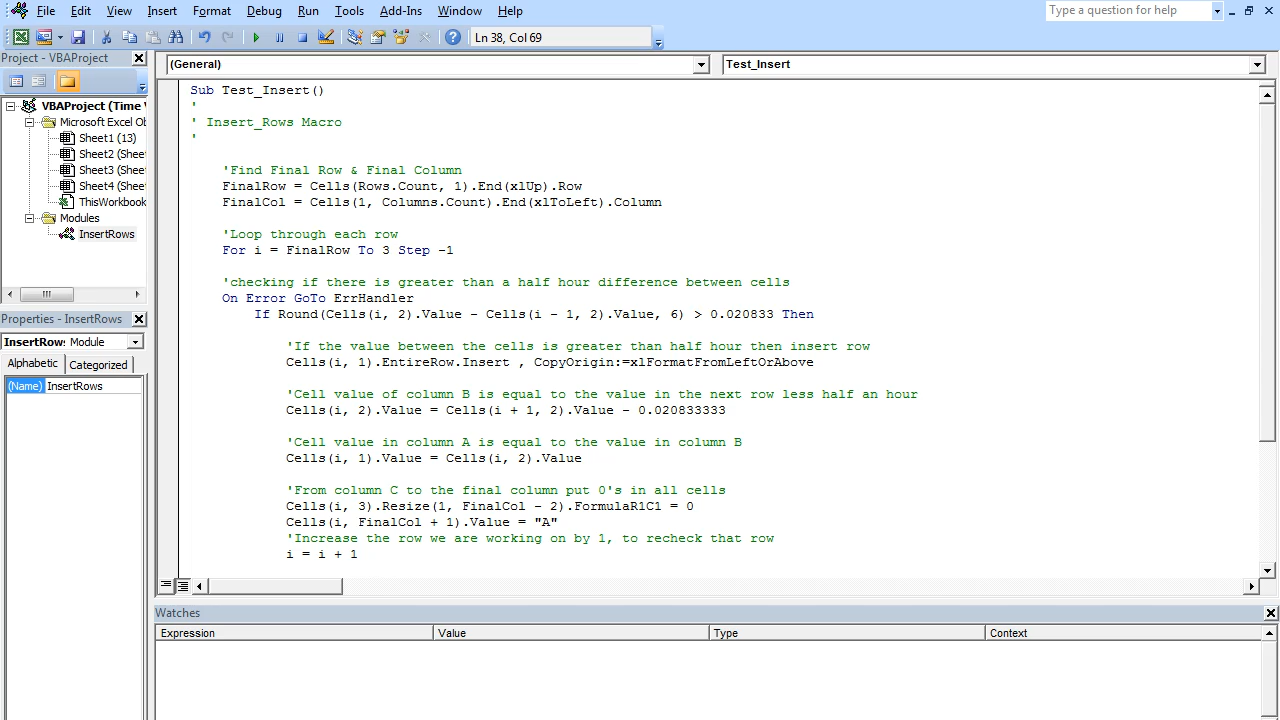 File Edit View Insert Format Debug Run Tools Add-Ins Window Help
Type a question for help
Ln 38, Col 69
Project - VBAProject
(General)
Test_Insert
VBAProject (Time
Microsoft Excel Ob
Sheet1 (13)
Sheet2 (Shee
Sheet3 (Shee
Sheet4 (Shee
ThisWorkbook
Modules
InsertRows
Properties - InsertRows
InsertRow: Module
Alphabetic Categorized
(Name) InsertRows
Sub Test_Insert()
'
' Insert_Rows Macro
'
'Find Final Row & Final Column
FinalRow = Cells(Rows.Count, 1).End(xlUp).Row
FinalCol = Cells(1, Columns.Count).End(xlToLeft).Column
'Loop through each row
For i = FinalRow To 3 Step -1
'checking if there is greater than a half hour difference between cells
On Error GoTo ErrHandler
If Round(Cells(i, 2).Value - Cells(i - 1, 2).Value, 6) > 0.020833 Then
'If the value between the cells is greater than half hour then insert row
Cells(i, 1).EntireRow.Insert , CopyOrigin:=xlFormatFromLeftOrAbove
'Cell value of column B is equal to the value in the next row less half an hour
Cells(i, 2).Value = Cells(i + 1, 2).Value - 0.020833333
'Cell value in column A is equal to the value in column B
Cells(i, 1).Value = Cells(i, 2).Value
'From column C to the final column put 0's in all cells
Cells(i, 3).Resize(1, FinalCol - 2).FormulaR1C1 = 0
Cells(i, FinalCol + 1).Value = "A"
'Increase the row we are working on by 1, to recheck that row
i = i + 1
Watches
Expression Value Type Context